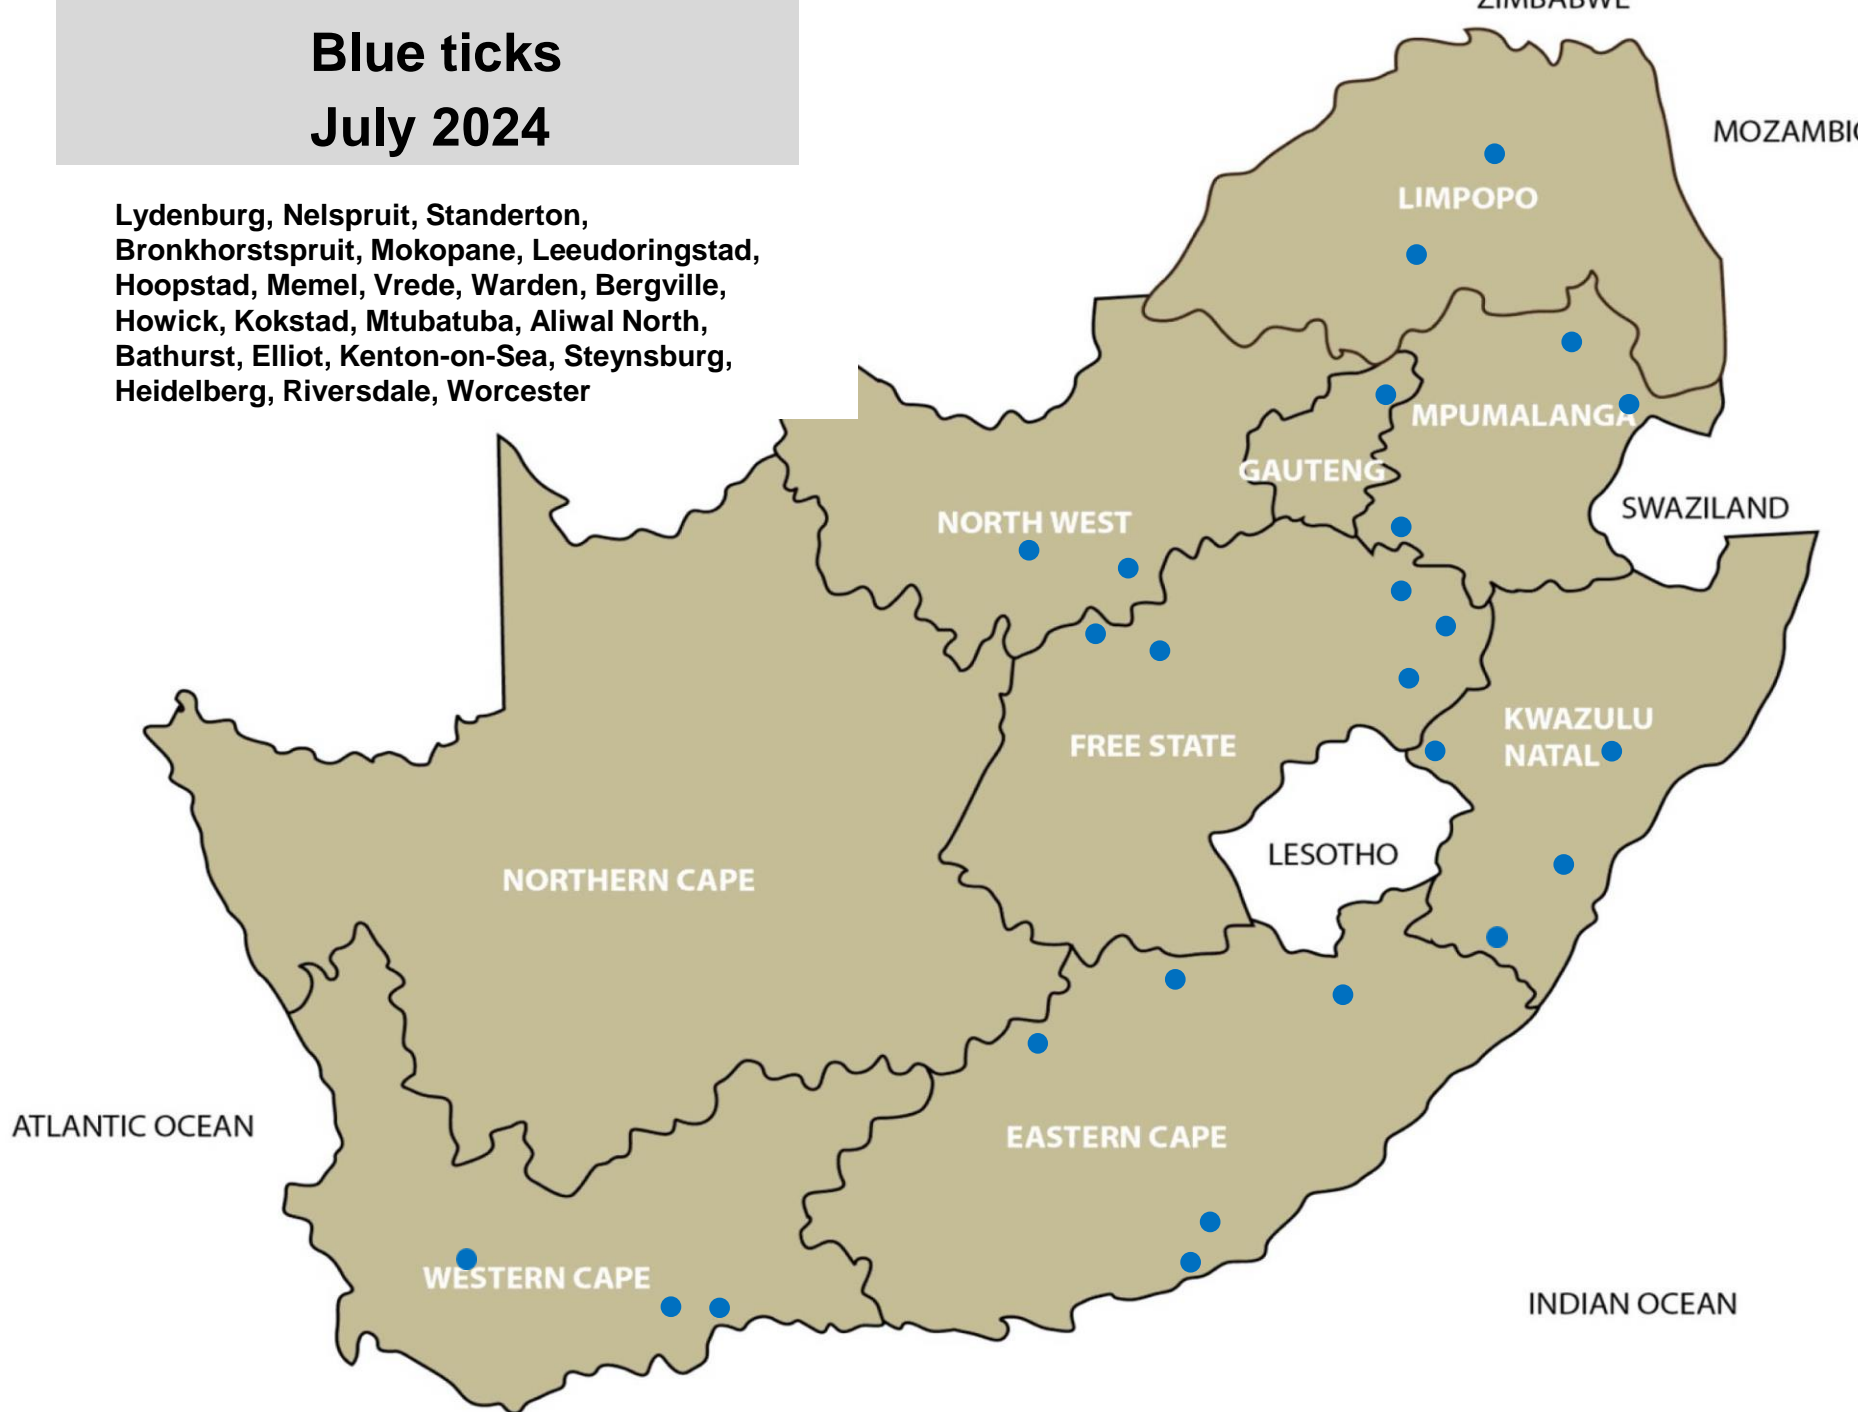 Blue ticks
July 2024
Lydenburg, Nelspruit, Standerton,
Bronkhorstspruit, Mokopane, Leeudoringstad,
Hoopstad, Memel, Vrede, Warden, Bergville,
Howick, Kokstad, Mtubatuba, Aliwal North,
Bathurst, Elliot, Kenton-on-Sea, Steynsburg,
Heidelberg, Riversdale, Worcester
ZIMBABWE
MOZAMBIQ
LIMPOPO
MPUMALANGA
GAUTENG
SWAZILAND
NORTH WEST
KWAZULU
NATAL
FREE STATE
LESOTHO
NORTHERN CAPE
ATLANTIC OCEAN
EASTERN CAPE
WESTERN CAPE
INDIAN OCEAN